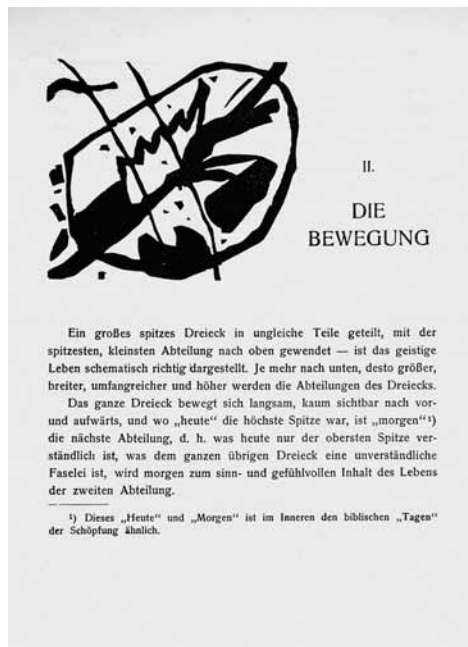 II.
DIE
BEWEGUNG
Ein großes spitzes Dreieck in ungleiche Teile geteilt, mit der
spitzesten, kleinsten Abteilung nach oben gewendet — ist das geistige
Leben schematisch richtig dargestellt. Je mehr nach unten, desto größer,
breiter, umfangreicher und höher werden die Abteilungen des Dreiecks.
Das ganze Dreieck bewegt sich langsam, kaum sichtbar nach vor-
und aufwärts, und wo „heute“ die höchste Spitze war, ist „morgen“¹)
die nächste Abteilung, d. h. was heute nur der obersten Spitze ver-
ständlich ist, was dem ganzen übrigen Dreieck eine unverständliche
Faselei ist, wird morgen zum sinn- und gefühlvollen Inhalt des Lebens
der zweiten Abteilung.
¹) Dieses „Heute“ und „Morgen“ ist im Inneren den biblischen „Tagen“
der Schöpfung ähnlich.